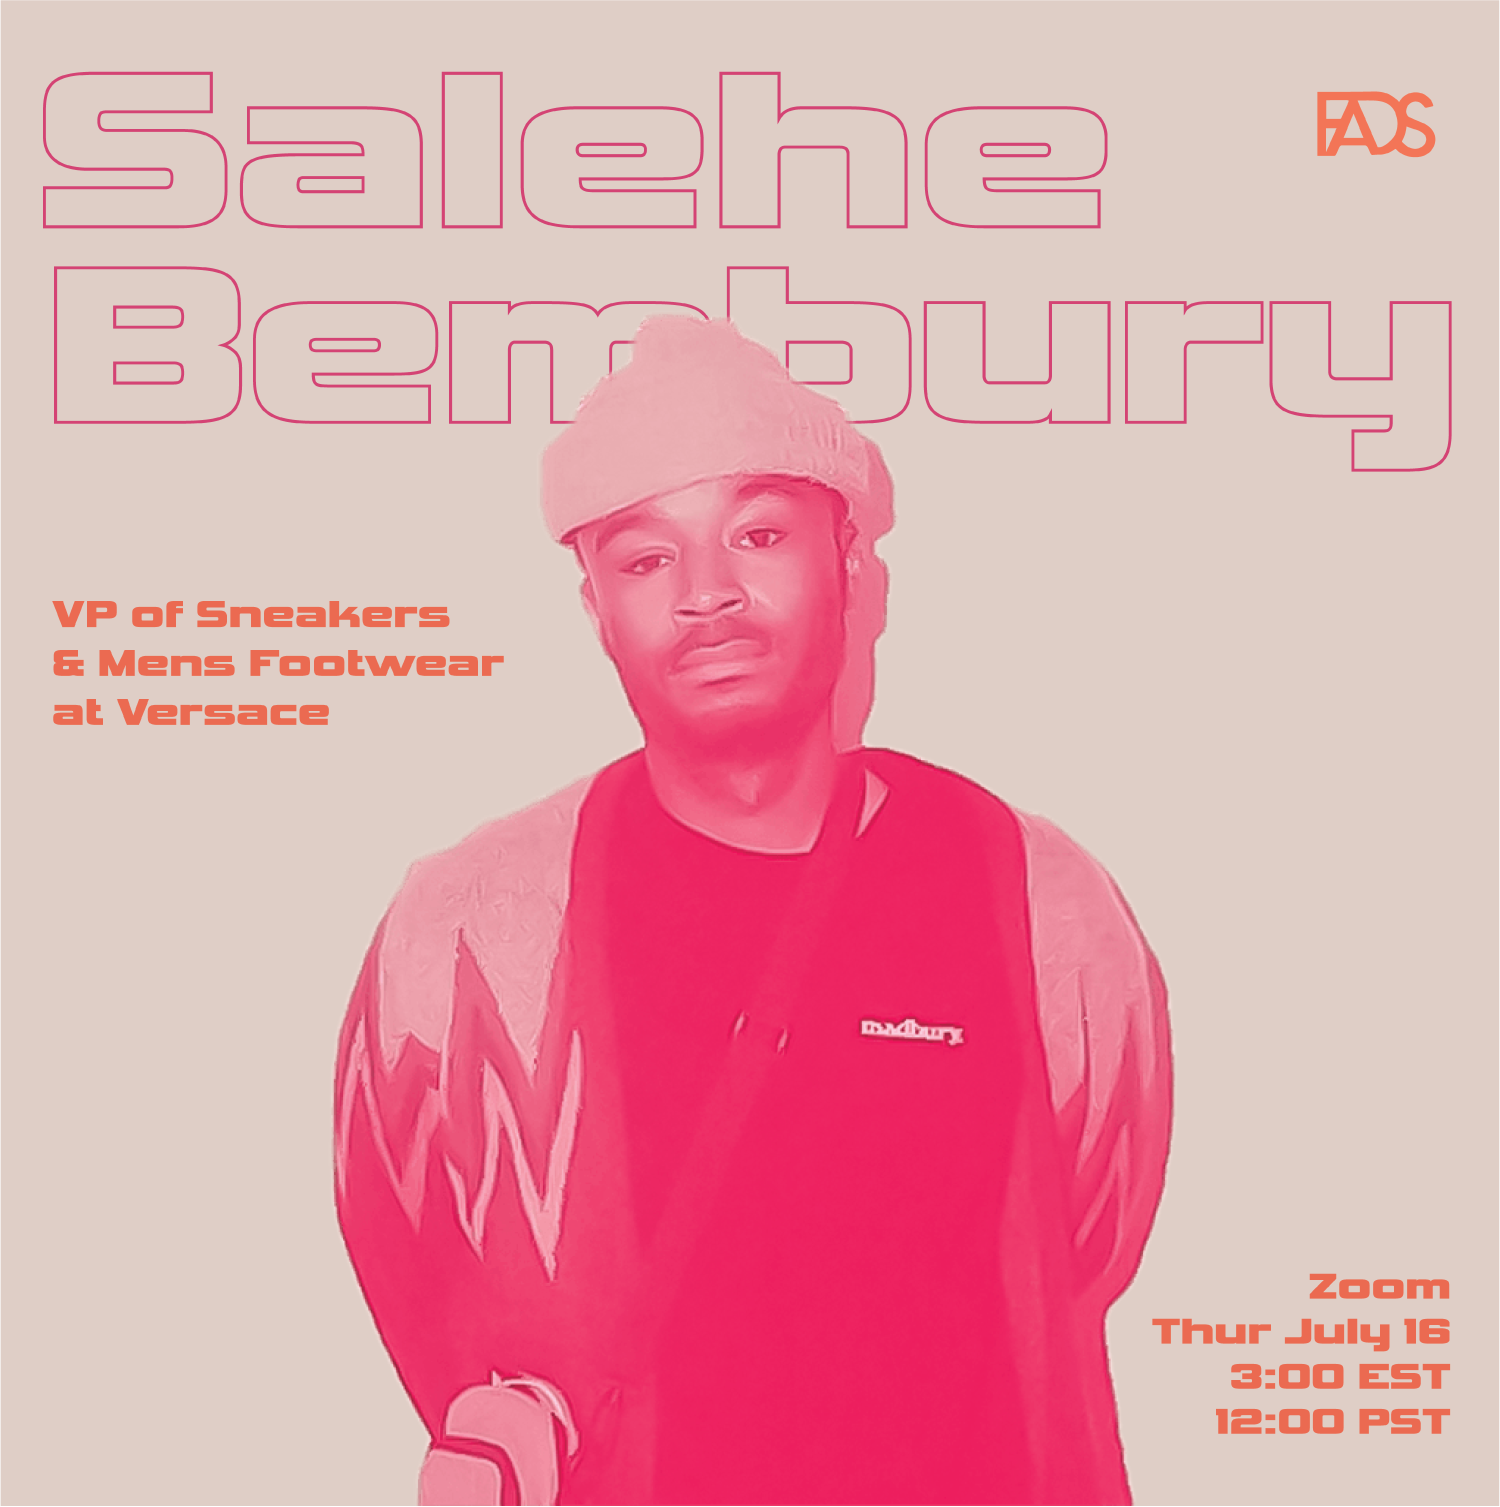 Salehe
FADS
Bembury
VP of Sneakers
& Mens Footwear
at Versace
madbury
Zoom
Thur July 16
3:00 EST
12:00 PST